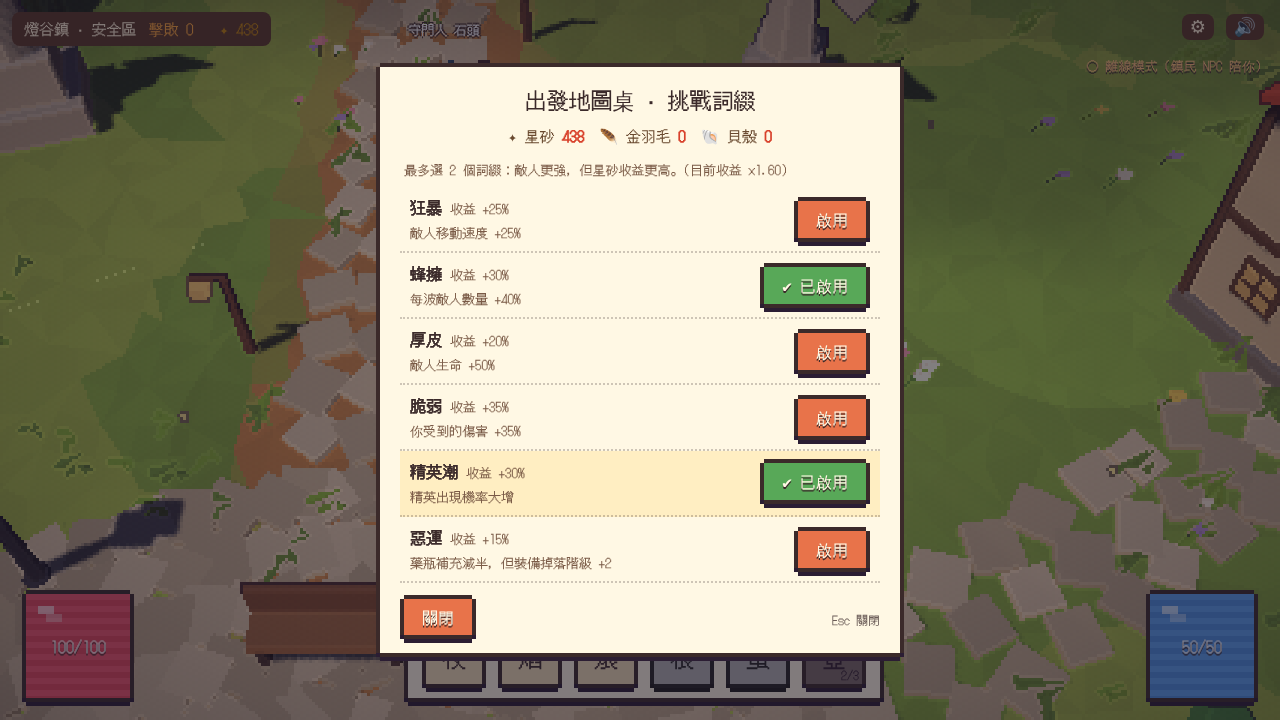 燈谷鎮 · 安全區 擊敗 0 ✦ 438
守門人 石頭
○ 離線模式（鎮民 NPC 陪你）
出發地圖桌 · 挑戰詞綴
✦ 星砂 438 金羽毛 0 貝殼 0
最多選 2 個詞綴：敵人更強，但星砂收益更高。（目前收益 x1.60）
狂暴 收益 +25%
敵人移動速度 +25%
啟用
蜂擁 收益 +30%
每波敵人數量 +40%
✔ 已啟用
厚皮 收益 +20%
敵人生命 +50%
啟用
脆弱 收益 +35%
你受到的傷害 +35%
啟用
精英潮 收益 +30%
精英出現機率大增
✔ 已啟用
惡運 收益 +15%
藥瓶補充減半，但裝備掉落階級 +2
啟用
關閉
Esc 關閉
100/100
50/50
2/3